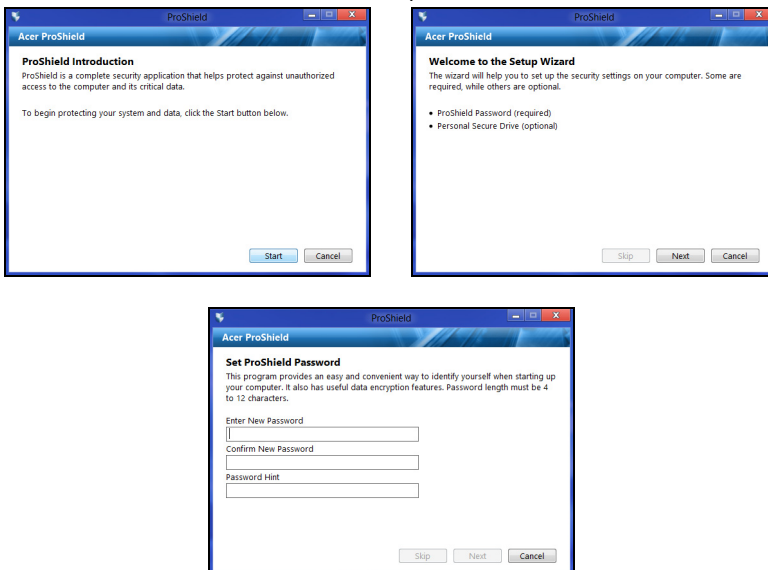 ProShield
Acer ProShield
ProShield Introduction
ProShield is a complete security application that helps protect against unauthorized
access to the computer and its critical data.
To begin protecting your system and data, click the Start button below.
Start Cancel
ProShield
Acer ProShield
Welcome to the Setup Wizard
The wizard will help you to set up the security settings on your computer. Some are
required, while others are optional.
• ProShield Password (required)
• Personal Secure Drive (optional)
Skip Next Cancel
ProShield
Acer ProShield
Set ProShield Password
This program provides an easy and convenient way to identify yourself when starting up
your computer. It also has useful data encryption features. Password length must be 4
to 12 characters.
Enter New Password
Confirm New Password
Password Hint
Skip Next Cancel